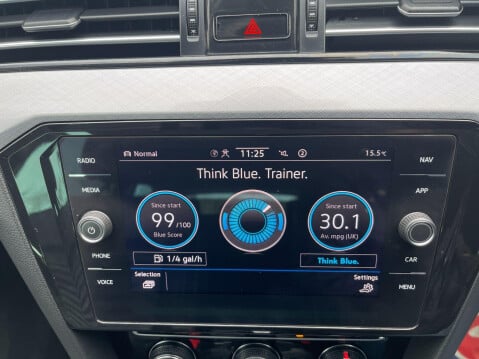 RADIO
MEDIA
PHONE
VOICE
Normal
11:25
2
15.5°C
Think Blue. Trainer.
Since start
99/100
Blue Score
Since start
30.1
Av. mpg (UK)
1/4 gal/h
Think Blue.
Selection
Settings
NAV
APP
CAR
MENU